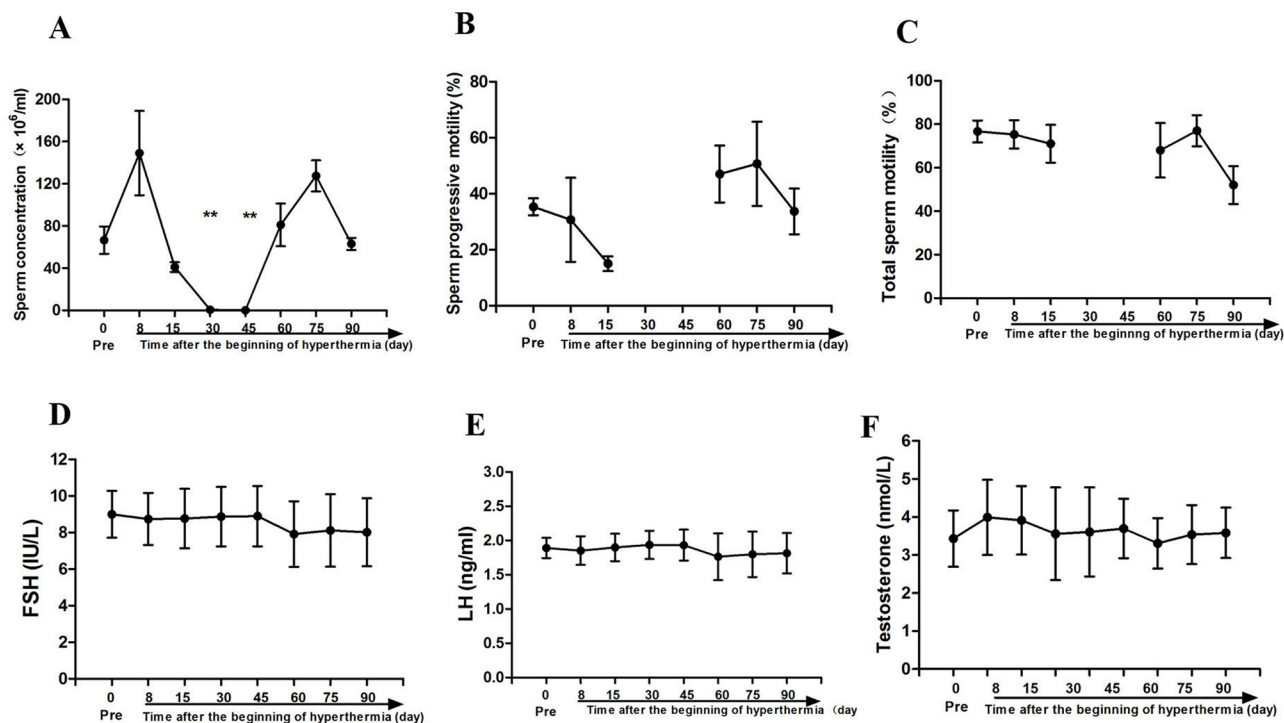 A
Sperm concentration (× 10⁶/ml)
200
160
120
80
40
0
** **
0 8 15 30 45 60 75 90
Pre Time after the beginning of hyperthermia (day)
B
Sperm progressive motility (%)
80
60
40
20
0
0 8 15 30 45 60 75 90
Pre Time after the beginning of hyperthermia (day)
C
Total sperm motility (%)
100
80
60
40
20
0
0 8 15 30 45 60 75 90
Pre Time after the beginning of hyperthermia (day)
D
FSH (IU/L)
12
10
8
6
4
2
0
0 8 15 30 45 60 75 90
Pre Time after the beginning of hyperthermia (day)
E
LH (ng/ml)
3.0
2.5
2.0
1.5
1.0
0.5
0.0
0 8 15 30 45 60 75 90
Pre Time after the beginning of hyperthermia (day
F
Testosterone (nmol/L)
6
5
4
3
2
1
0
0 8 15 30 45 60 75 90
Pre Time after the beginning of hyperthermia (day)